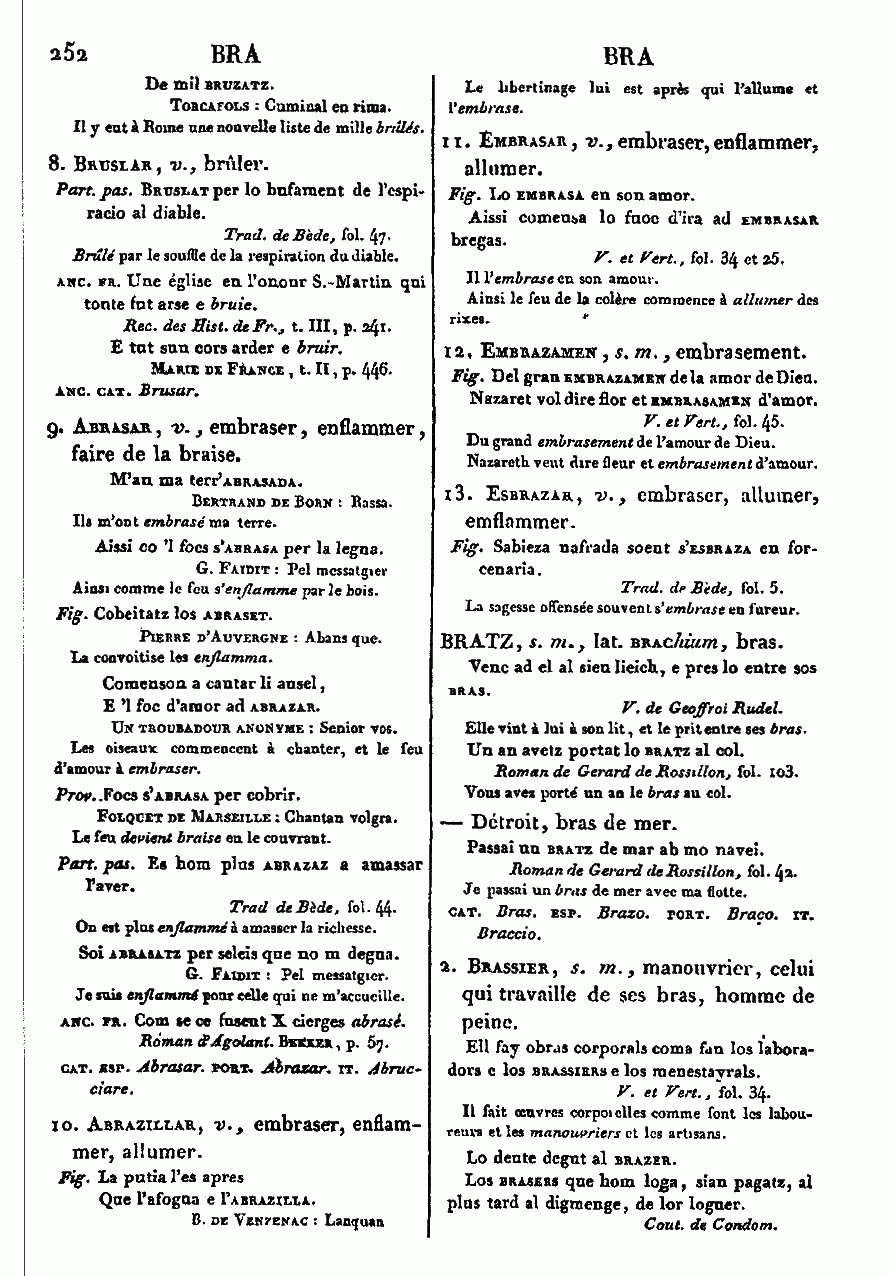 252 BRA
De mil BRUZATZ.
TORCAFOLS : Cuminal en rima.
Il y eut à Rome une nouvelle liste de mille brûlés.
8. BRUSLAR, v., brûler.
Part. pas. BRUSLAT per lo bufament de l'espi-
racio al diable.
Trad. de Bède, fol. 47.
Brûlé par le souffle de la respiration du diable.
ANC. FR. Une église en l'onour S.-Martin qui
tonte fut arse e bruie.
Rec. des Hist. de Fr., t. III, p. 241.
E tut sun cors arder e bruir.
MARIE DE FRANCE, t. II, p. 446.
ANC. CAT. Brusar.
9. ABRASAR, v., embraser, enflammer,
faire de la braise.
M'an ma terr'ABRASADA.
BERTRAND DE BORN : Rassa.
Ils m'ont embrasé ma terre.
Aissi co 'l focs s'ABRASA per la legna.
G. FAIDIT : Pel messatgier
Ainsi comme le feu s'enflamme par le bois.
Fig. Cobeitatz los ABRASET.
PIERRE D'AUVERGNE : Abans que.
La convoitise les enflamma.
Comenson a cantar li ausel,
E 'l foc d'amor ad ABRAZAR.
UN TROUBADOUR ANONYME : Senior vos.
Les oiseaux commencent à chanter, et le feu
d'amour à embraser.
Prov. Focs s'ABRASA per cobrir.
FOLQUET DE MARSEILLE : Chantan volgra.
Le feu devient braise en le couvrant.
Part. pas. Es hom plus ABRAZAZ a amassar
l'aver.
Trad de Bède, fol. 44.
On est plus enflammé à amasser la richesse.
Soi ABRASATZ per seleis que no m degna.
G. FAIDIT : Pel messatgier.
Je suis enflammé pour celle qui ne m'accueille.
ANC. FR. Com se ce fusent X cierges abrasé.
Roman d'Agolant. BEKKER, p. 57.
CAT. ESP. Abrasar. PORT. Abrazar. IT. Abruc-
ciare.
10. ABRAZILLAR, v., embraser, enflam-
mer, allumer.
Fig. La putia l'es apres
Que l'afogua e l'ABRAZILLA.
B. DE VENZENAC : Lanquan
BRA
Le libertinage lui est après qui l'allume et
l'embrase.
11. EMBRASAR, v., embraser, enflammer,
allumer.
Fig. Lo EMBRASA en son amor.
Aissi comensa lo fuoc d'ira ad EMBRASAR
bregas.
V. et Vert., fol. 34 et 25.
Il l'embrase en son amour.
Ainsi le feu de la colère commence à allumer des
rixes.
12. EMBRAZAMEN, s. m., embrasement.
Fig. Del gran EMBRAZAMEN de la amor de Dieu.
Nazaret vol dire flor et EMBRASAMEN d'amor.
V. et Vert., fol. 45.
Du grand embrasement de l'amour de Dieu.
Nazareth veut dire fleur et embrasement d'amour.
13. ESBRAZAR, v., embraser, allumer,
emflammer.
Fig. Sabieza nafrada soent s'ESBRAZA en for-
cenaria.
Trad. de Bède, fol. 5.
La sagesse offensée souvent s'embrase en fureur.
BRATZ, s. m., lat. BRAChium, bras.
Venc ad el al sieu lieich, e pres lo entre sos
BRAS.
V. de Geoffroi Rudel.
Elle vint à lui à son lit, et le prit entre ses bras.
Un an avetz portat lo BRATZ al col.
Roman de Gerard de Rossillon, fol. 103.
Vous avez porté un an le bras au col.
— Détroit, bras de mer.
Passai un BRATZ de mar ab mo navei.
Roman de Gerard de Rossillon, fol. 42.
Je passai un bras de mer avec ma flotte.
CAT. Bras. ESP. Brazo. PORT. Braço. IT.
Braccio.
2. BRASSIER, s. m., manouvrier, celui
qui travaille de ses bras, homme de
peine.
Ell fay obras corporals coma fan los labora-
dors e los BRASSIERS e los menestayrals.
V. et Vert., fol. 34.
Il fait œuvres corporelles comme font les labou-
reurs et les manouvriers et les artisans.
Lo dente degut al BRAZER.
Los BRASERS que hom loga, sian pagatz, al
plus tard al digmenge, de lor loguer.
Cout. de Condom.